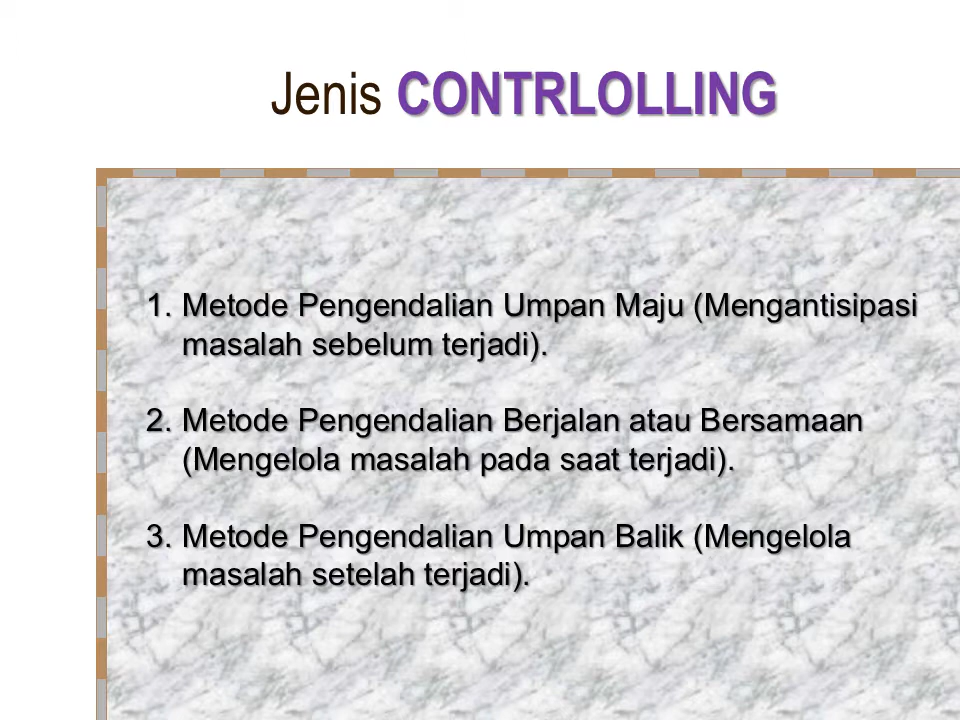 Jenis CONTRLOLLING
1. Metode Pengendalian Umpan Maju (Mengantisipasi
masalah sebelum terjadi).
2. Metode Pengendalian Berjalan atau Bersamaan
(Mengelola masalah pada saat terjadi).
3. Metode Pengendalian Umpan Balik (Mengelola
masalah setelah terjadi).